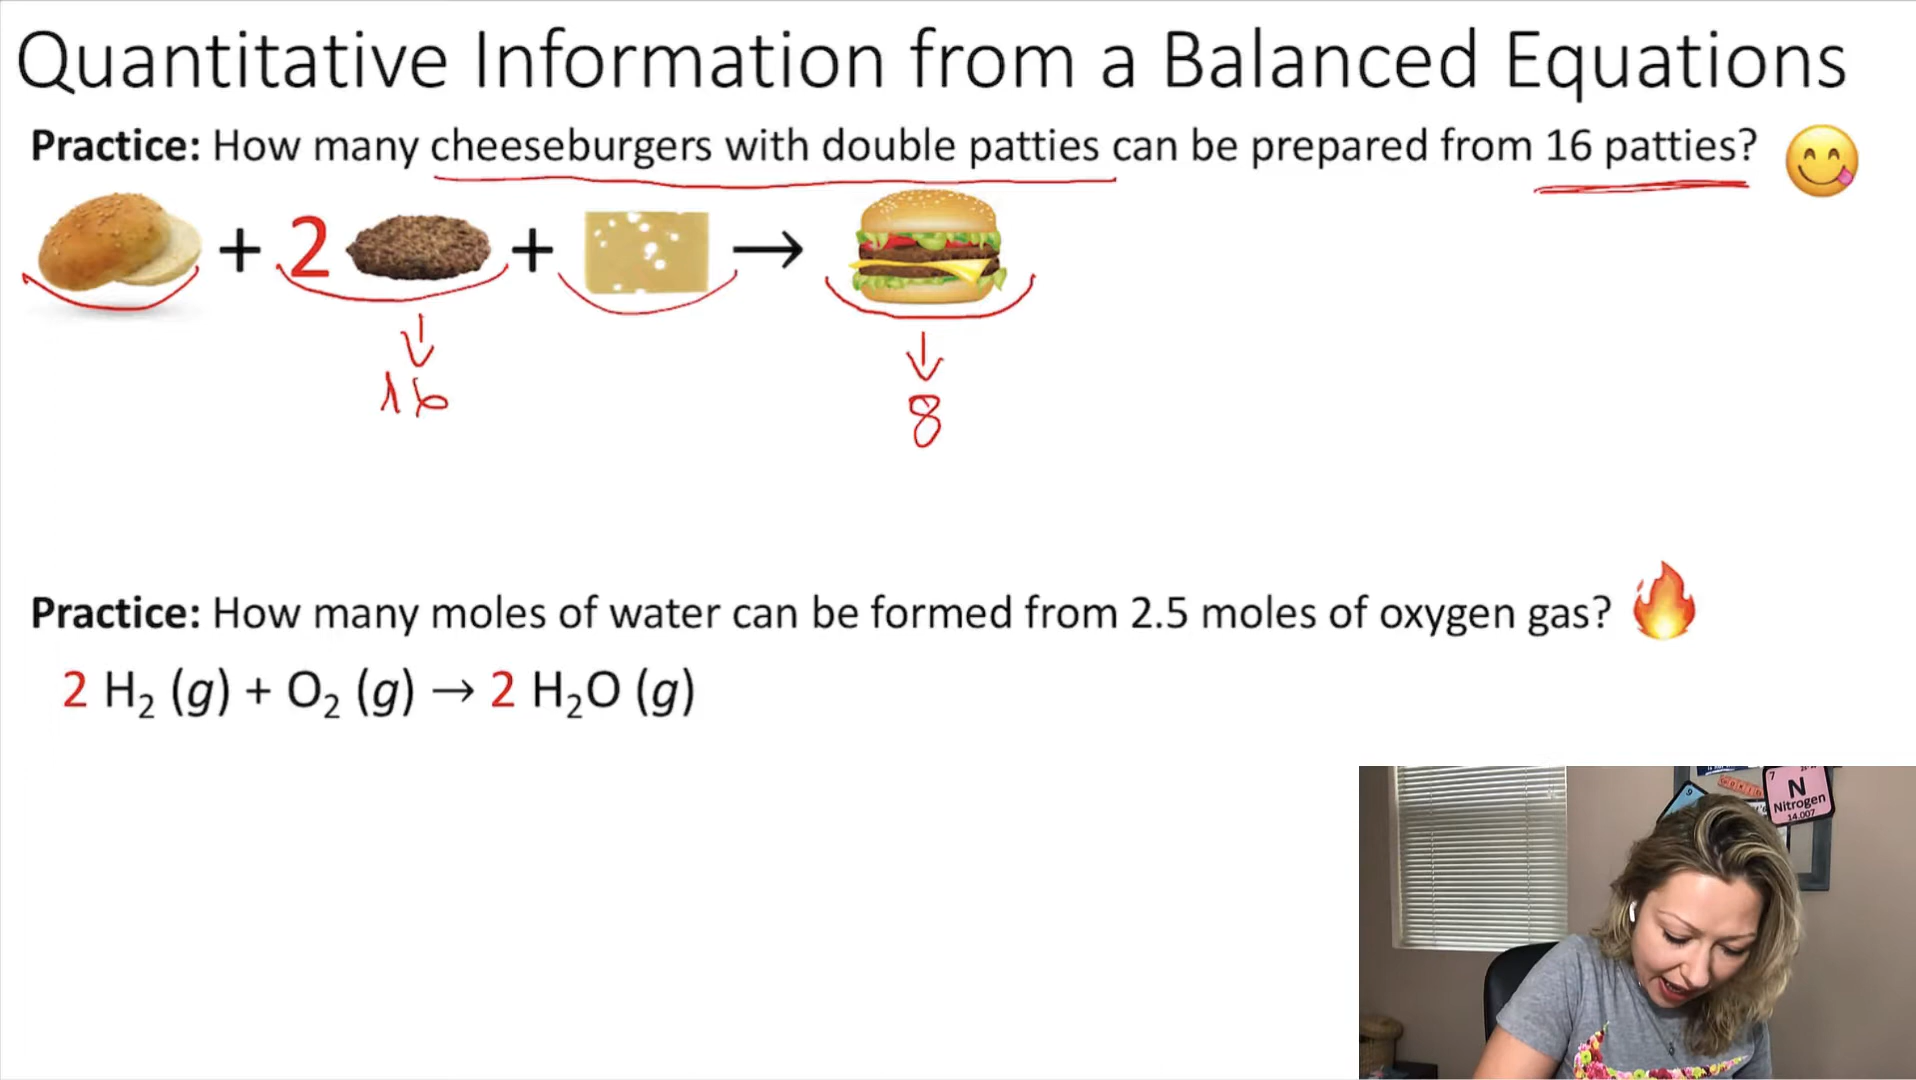 Quantitative Information from a Balanced Equations
Practice: How many cheeseburgers with double patties can be prepared from 16 patties?
+ 2 + →
16
8
Practice: How many moles of water can be formed from 2.5 moles of oxygen gas?
2 H₂ (g) + O₂ (g) → 2 H₂O (g)
7
N
9
Nitrogen
14.007